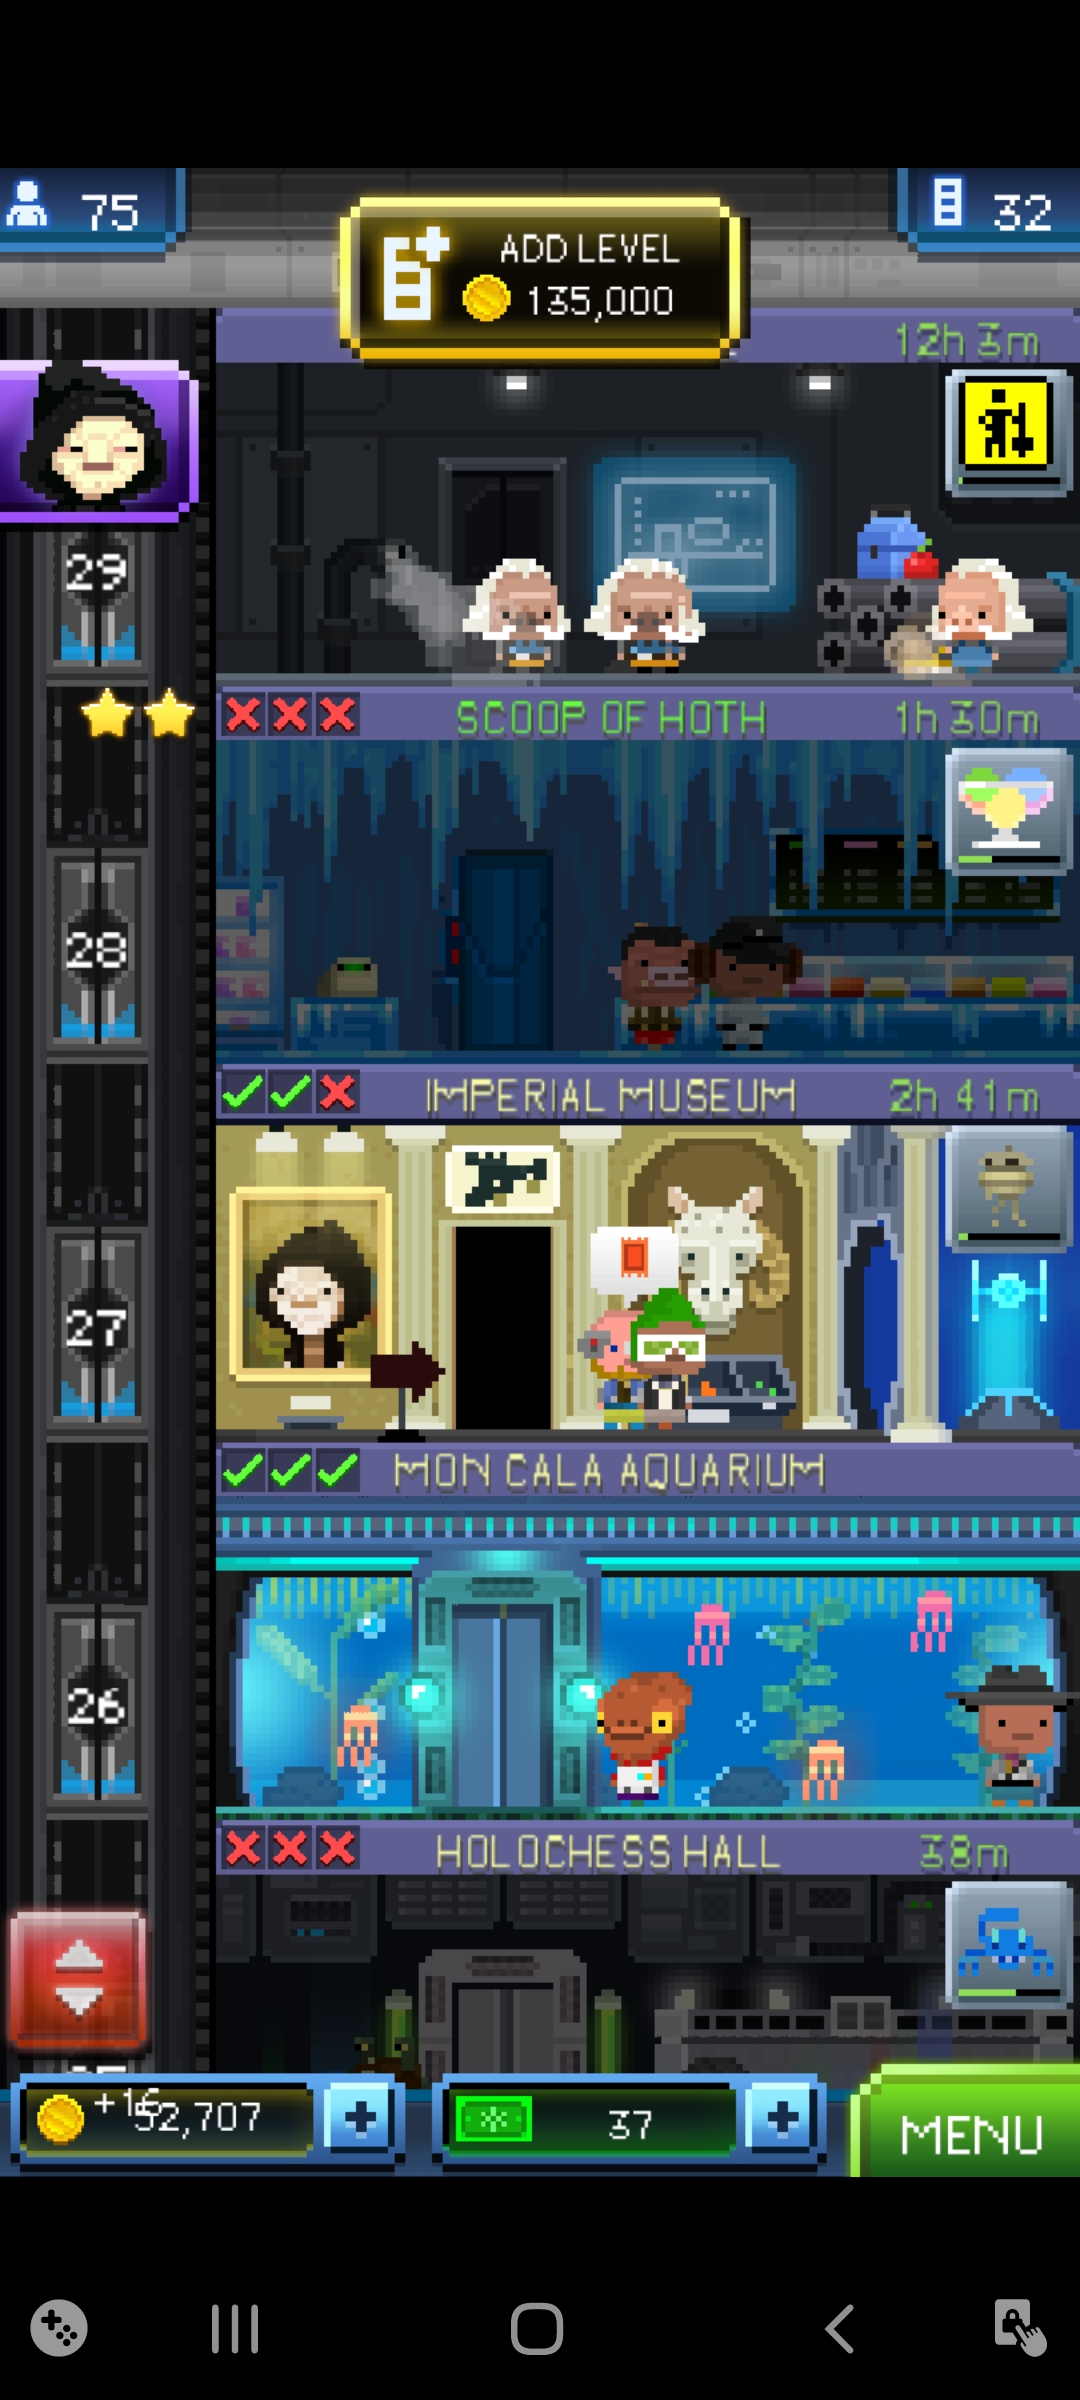 75
ADD LEVEL
135,000
32
12h 3m
29
SCOOP OF HOTH
1h 30m
28
IMPERIAL MUSEUM
2h 41m
27
MON CALA AQUARIUM
26
HOLOCHESS HALL
38m
+16
52,707
37
MENU